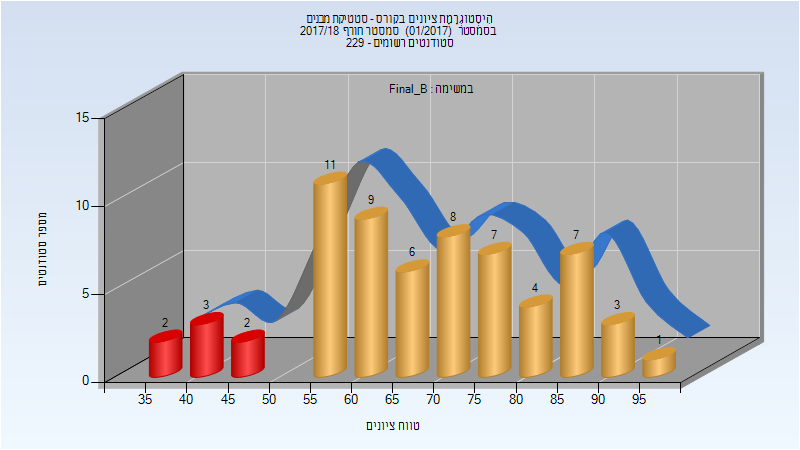 היסטוגרמת ציונים בקורס - סטטיקת מבנים
בסמסטר (01/2017) סמסטר חורף 2017/18
סטודנטים רשומים - 229
במשימה : Final_B
מספר סטודנטים
15
10
5
0
2
3
2
11
9
6
8
7
4
7
3
1
35 40 45 50 55 60 65 70 75 80 85 90 95
טווח ציונים